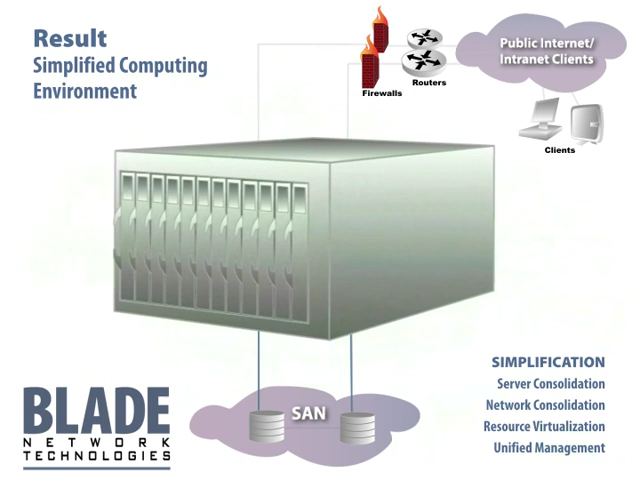 Result
Simplified Computing
Environment
Firewalls
Routers
Public Internet/
Intranet Clients
Clients
SAN
SIMPLIFICATION
Server Consolidation
Network Consolidation
Resource Virtualization
Unified Management
BLADE
NETWORK
TECHNOLOGIES